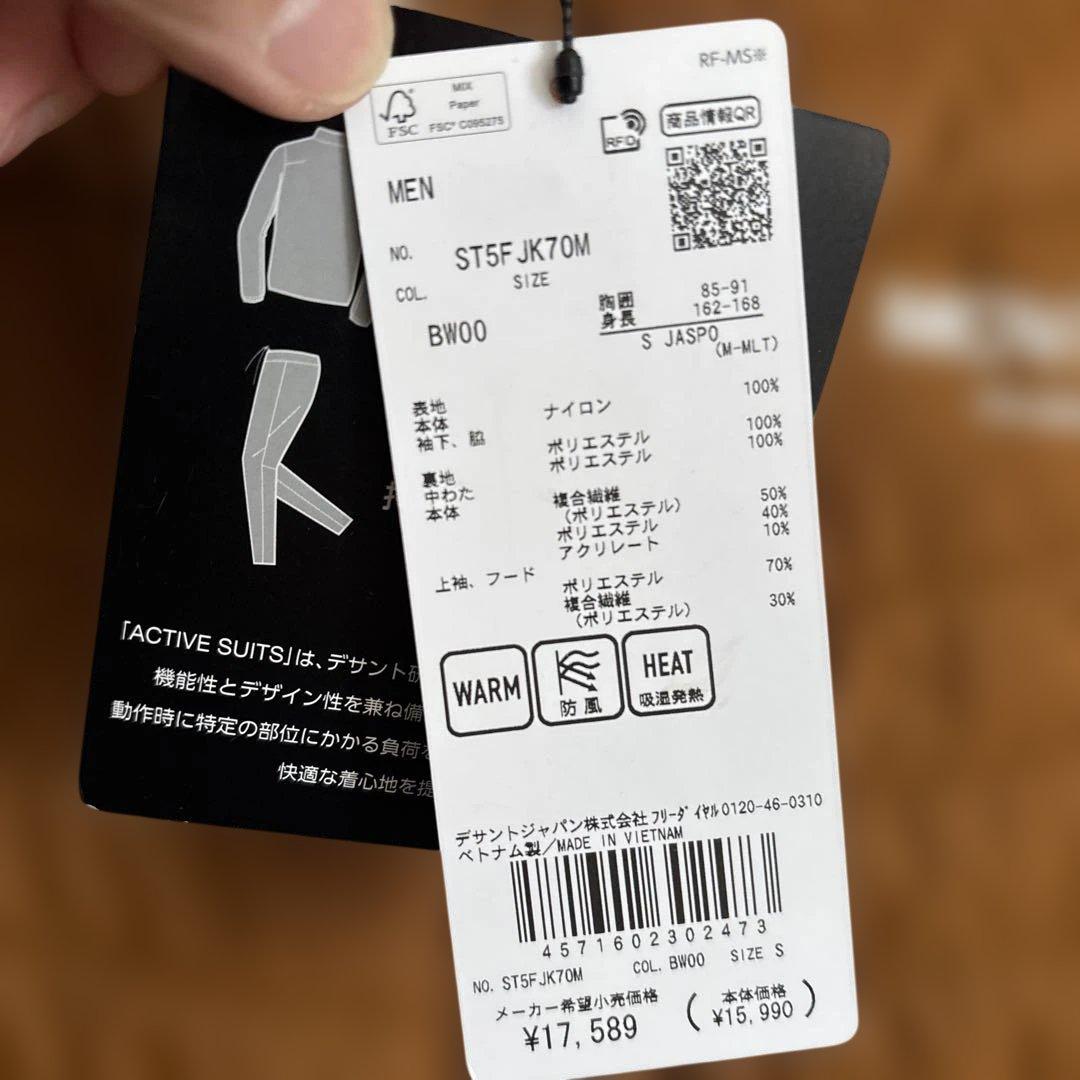 MIX
Paper
FSC
FSC® C095275
RF-MS※
RFID
商品情報QR
MEN
NO. ST5FJK70M
SIZE
COL.
BW00
胸囲 85-91
身長 162-168
S JASPO
(M-MLT)
100%
表地
本体 ナイロン 100%
袖下、脇 ポリエステル 100%
裏地 ポリエステル
中わた
本体 複合繊維 50%
(ポリエステル) 40%
ポリエステル 10%
アクリレート
70%
上袖、フード ポリエステル
複合繊維 30%
(ポリエステル)
WARM
防風
HEAT
吸湿発熱
デサントジャパン株式会社 フリーダイヤル0120-46-0310
ベトナム製/MADE IN VIETNAM
4571602302473
NO. ST5FJK70M COL. BW00 SIZE S
メーカー希望小売価格
¥17,589
(本体価格
¥15,990)
「ACTIVE SUITS」は、デサント
機能性とデザイン性を兼ね備
動作時に特定の部位にかかる負荷
快適な着心地を提